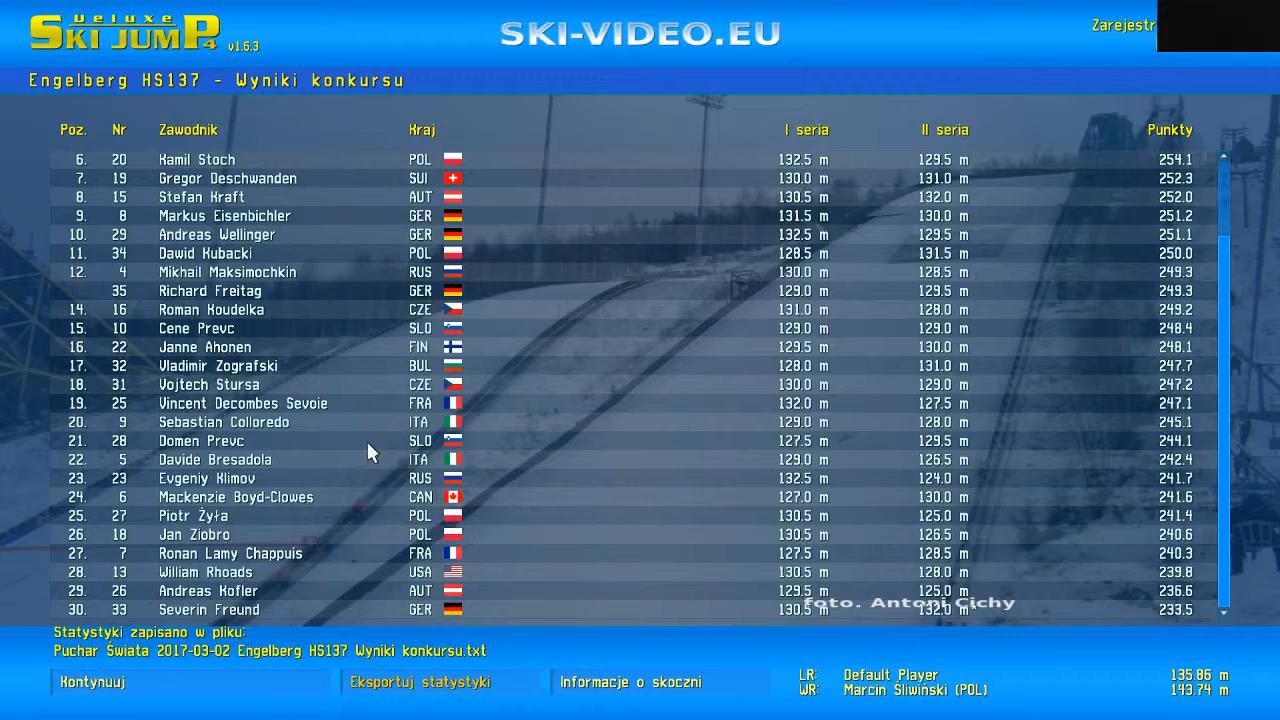 Deluxe
SKI JUMP 4 v1.6.3
SKI-VIDEO.EU
Zarejestr
Engelberg HS137 - Wyniki konkursu
Poz. Nr Zawodnik Kraj I seria II seria Punkty
6. 20 Kamil Stoch POL 132.5 m 129.5 m 254.1
7. 19 Gregor Deschwanden SUI 130.0 m 131.0 m 252.3
8. 15 Stefan Kraft AUT 130.5 m 132.0 m 252.0
9. 8 Markus Eisenbichler GER 131.5 m 130.0 m 251.2
10. 29 Andreas Wellinger GER 132.5 m 129.5 m 251.1
11. 34 Dawid Kubacki POL 128.5 m 131.5 m 250.0
12. 4 Mikhail Maksimochkin RUS 130.0 m 128.5 m 249.3
35 Richard Freitag GER 129.0 m 129.5 m 249.3
14. 16 Roman Koudelka CZE 131.0 m 128.0 m 249.2
15. 10 Cene Prevc SLO 129.0 m 129.0 m 248.4
16. 22 Janne Ahonen FIN 129.5 m 130.0 m 248.1
17. 32 Vladimir Zografski BUL 128.0 m 131.0 m 247.7
18. 31 Vojtech Stursa CZE 130.0 m 129.0 m 247.2
19. 25 Vincent Decombes Sevoie FRA 132.0 m 127.5 m 247.1
20. 9 Sebastian Colloredo ITA 129.0 m 128.0 m 245.1
21. 28 Domen Prevc SLO 127.5 m 129.5 m 244.1
22. 5 Davide Bresadola ITA 129.0 m 126.5 m 242.4
23. 23 Evgeniy Klimov RUS 132.5 m 124.0 m 241.7
24. 6 Mackenzie Boyd-Clowes CAN 127.0 m 130.0 m 241.6
25. 27 Piotr Żyła POL 130.5 m 125.0 m 241.4
26. 18 Jan Ziobro POL 130.5 m 126.5 m 240.6
27. 7 Ronan Lamy Chappuis FRA 127.5 m 128.5 m 240.3
28. 13 William Rhoads USA 130.5 m 128.0 m 239.8
29. 26 Andreas Kofler AUT 129.5 m 125.0 m 236.6
foto. Antoni Cichy
30. 33 Severin Freund GER 130.5 m 132.0 m* 233.5
Statystyki zapisano w pliku:
Puchar Świata 2017-03-02 Engelberg HS137 Wyniki konkursu.txt
Kontynuuj Eksportuj statystyki Informacje o skoczni
LR: Default Player 135.86 m
WR: Marcin Śliwiński (POL) 143.74 m